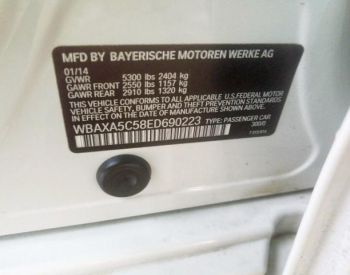 MFD BY BAYERISCHE MOTOREN WERKE AG
01/14
GVWR 5300 lbs 2404 kg
GAWR FRONT 2550 lbs 1157 kg
GAWR REAR 2910 lbs 1320 kg
THIS VEHICLE CONFORMS TO ALL APPLICABLE U.S.FEDERAL MOTOR
VEHICLE SAFETY, BUMPER, AND THEFT PREVENTION STANDARDS
IN EFFECT ON THE DATE OF MANUFACTURE SHOWN ABOVE.
WBAXA5C58ED690223 TYPE: PASSENGER CAR